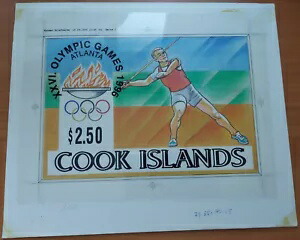 XXVI. OLYMPIC GAMES 1996
ATLANTA
$2.50
COOK ISLANDS